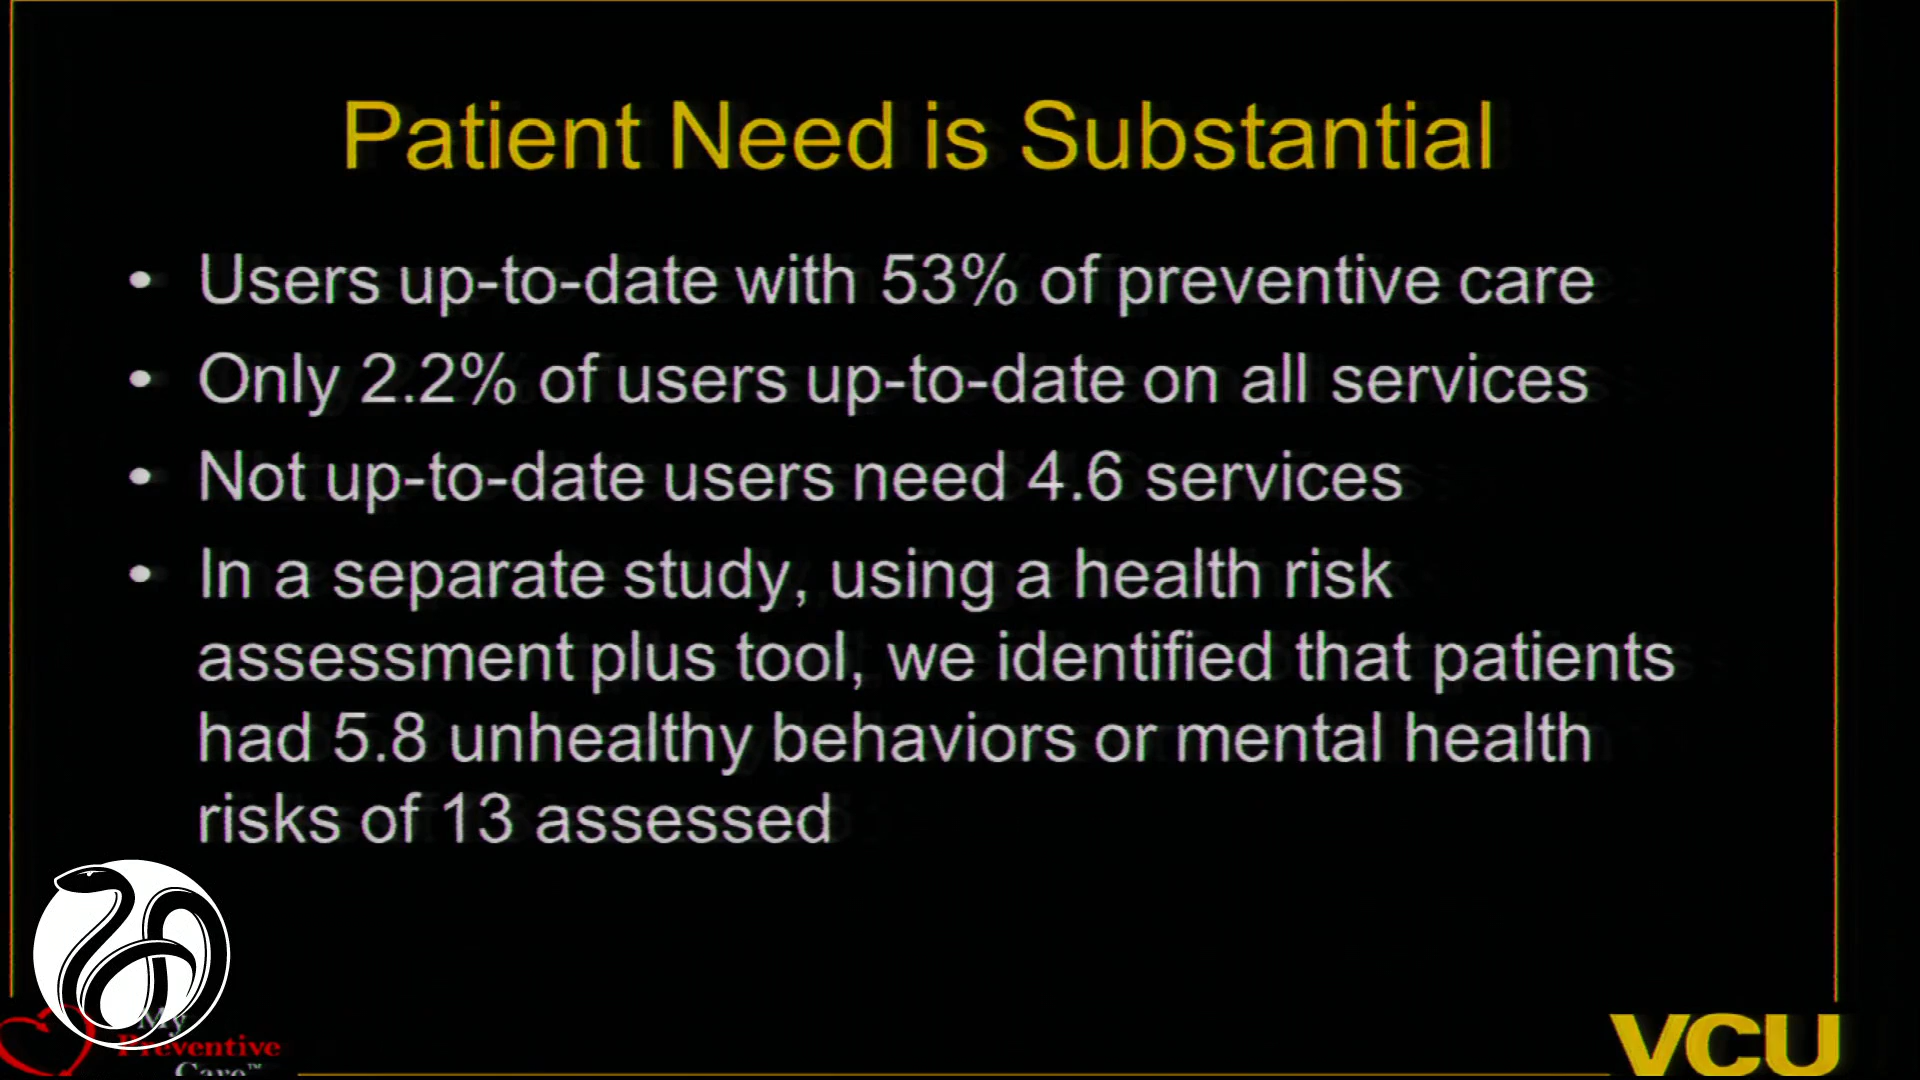 Patient Need is Substantial
• Users up-to-date with 53% of preventive care
• Only 2.2% of users up-to-date on all services
• Not up-to-date users need 4.6 services
• In a separate study, using a health risk
assessment plus tool, we identified that patients
had 5.8 unhealthy behaviors or mental health
risks of 13 assessed
My
Preventive
Care™
VCU